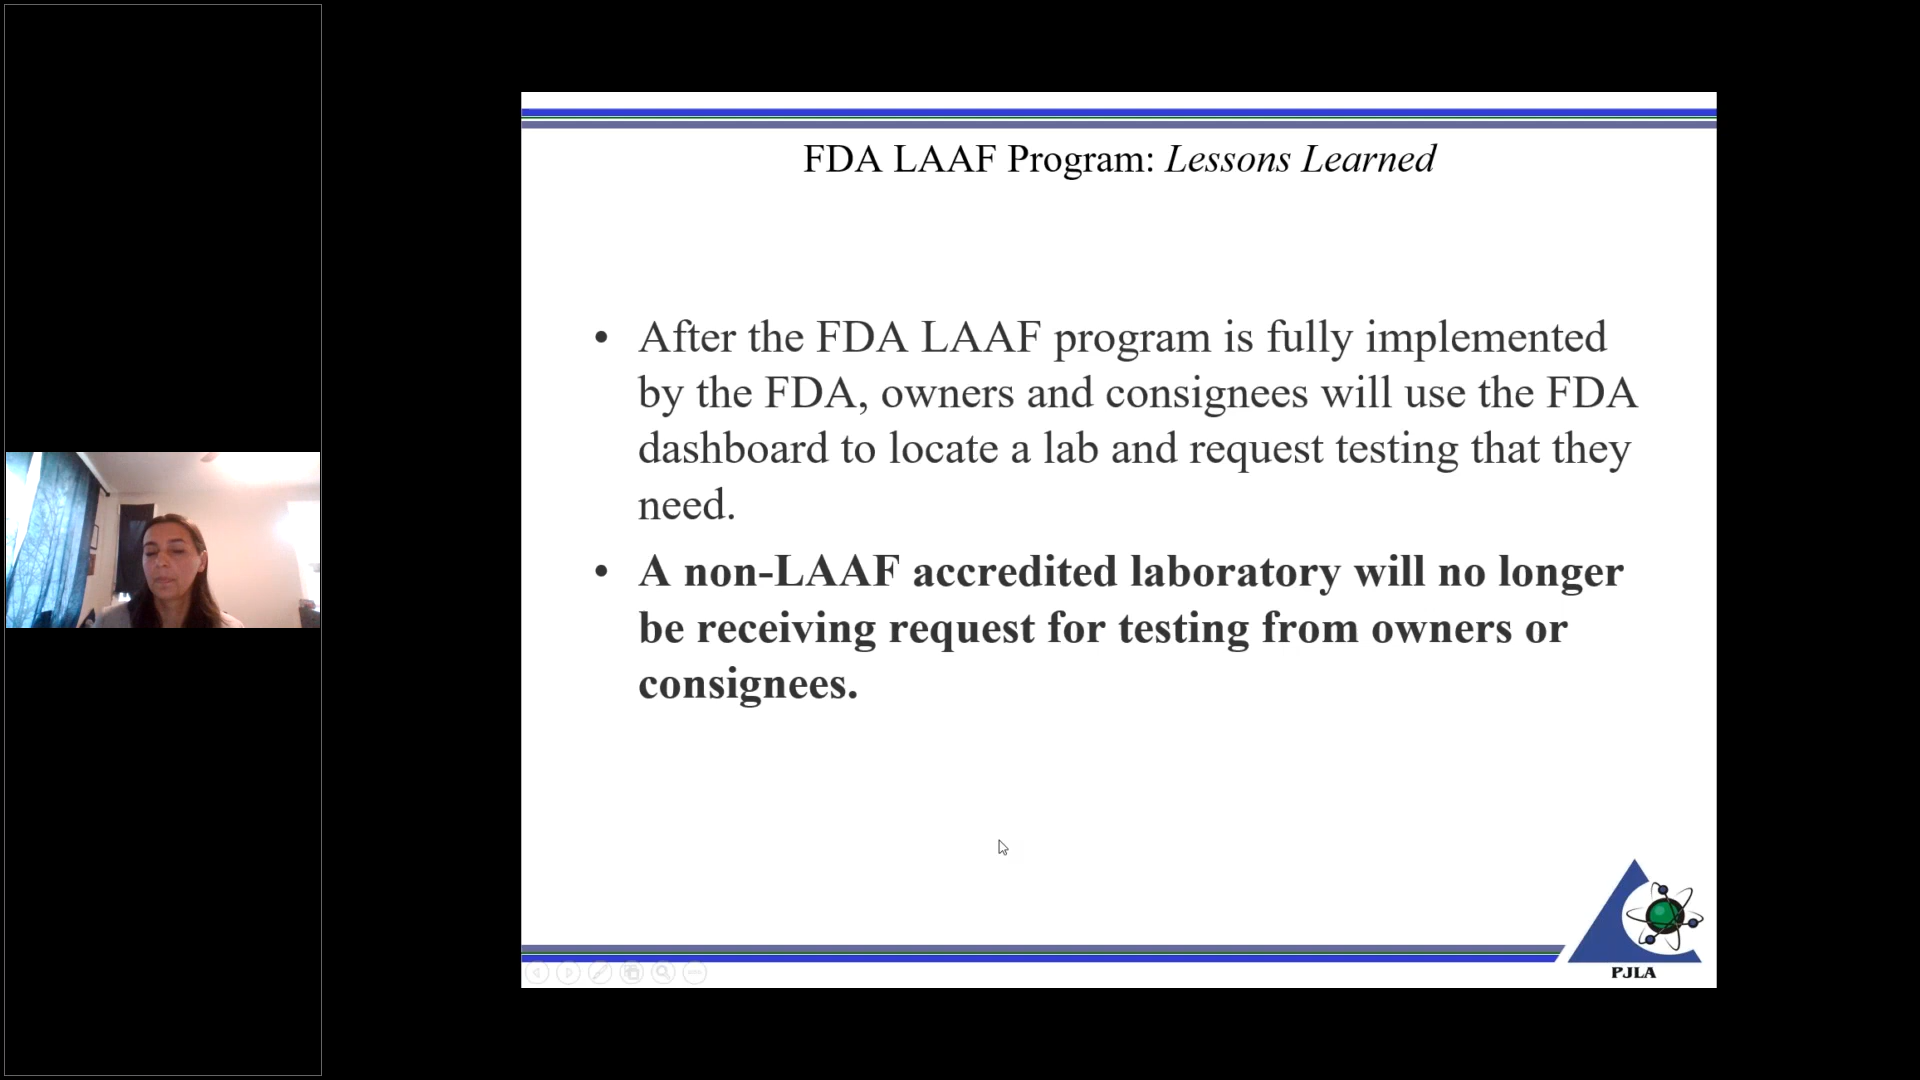 FDA LAAF Program: Lessons Learned
• After the FDA LAAF program is fully implemented
by the FDA, owners and consignees will use the FDA
dashboard to locate a lab and request testing that they
need.
• A non-LAAF accredited laboratory will no longer
be receiving request for testing from owners or
consignees.
PJLA